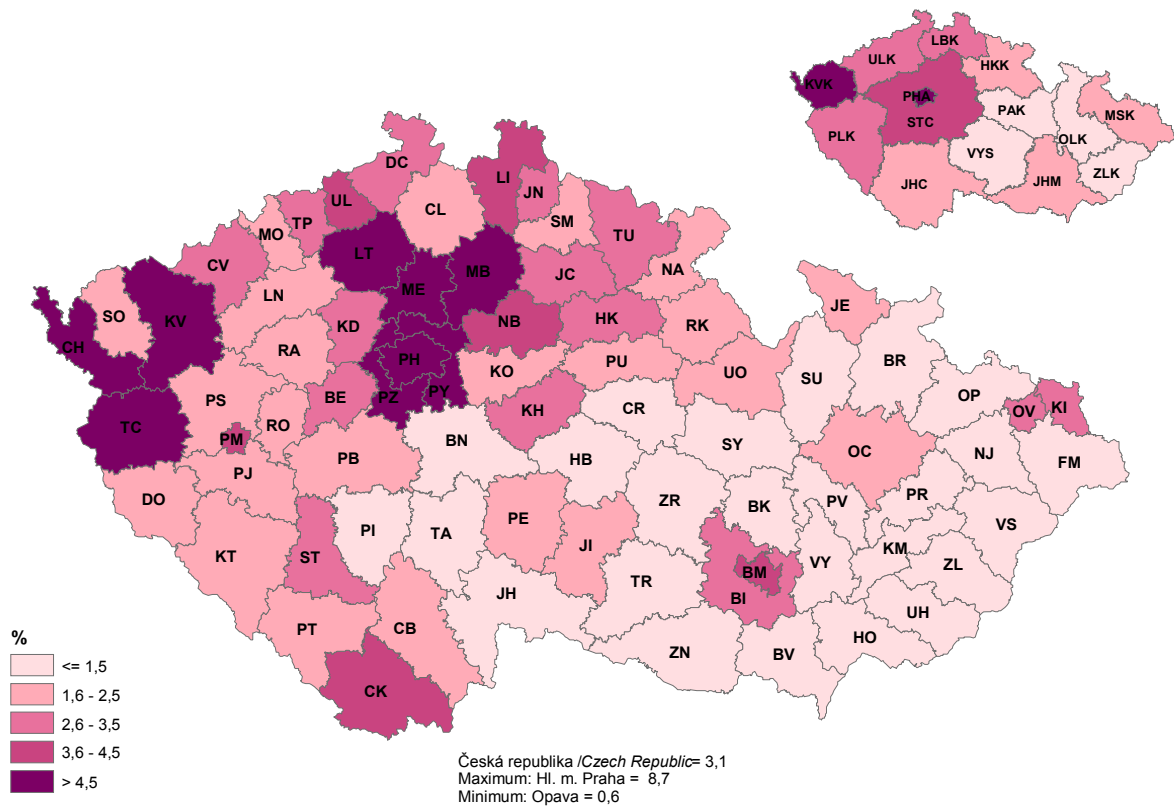 LBK
ULK
HKK
KVK
PHA
PAK
MSK
STC
OLK
PLK
VYS
ZLK
JHC
JHM
DC
LI
JN
UL
CL
TP
SM
MO
TU
LT
CV
MB
NA
JC
ME
LN
SO
KV
JE
NB
HK
KD
RK
CH
RA
PH
BR
PU
KO
UO
SU
PY
PZ
BE
PS
OP
CR
KH
OV
KI
TC
RO
PM
BN
SY
OC
NJ
HB
PB
FM
PJ
PR
DO
ZR
PV
BK
PE
VS
PI
TA
JI
KM
KT
ST
ZL
BM
VY
TR
JH
BI
UH
CB
PT
HO
ZN
BV
CK
%
<= 1,5
1,6 - 2,5
2,6 - 3,5
3,6 - 4,5
> 4,5
Česká republika /Czech Republic= 3,1
Maximum: Hl. m. Praha = 8,7
Minimum: Opava = 0,6